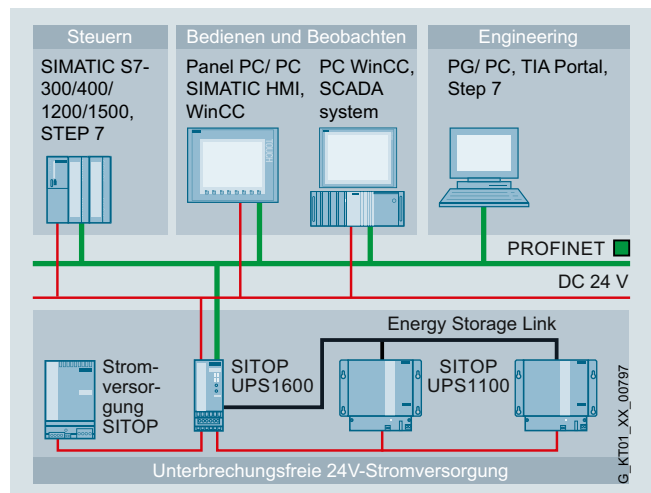 Steuern
Bedienen und Beobachten
Engineering
SIMATIC S7-
300/400/
1200/1500,
STEP 7
Panel PC/ PC
SIMATIC HMI,
WinCC
PC WinCC,
SCADA
system
PG/ PC, TIA Portal,
Step 7
PROFINET
DC 24 V
Energy Storage Link
Strom-
versor-
gung
SITOP
SITOP
UPS1600
SITOP
UPS1100
Unterbrechungsfreie 24V-Stromversorgung
G_KT01_XX_00797